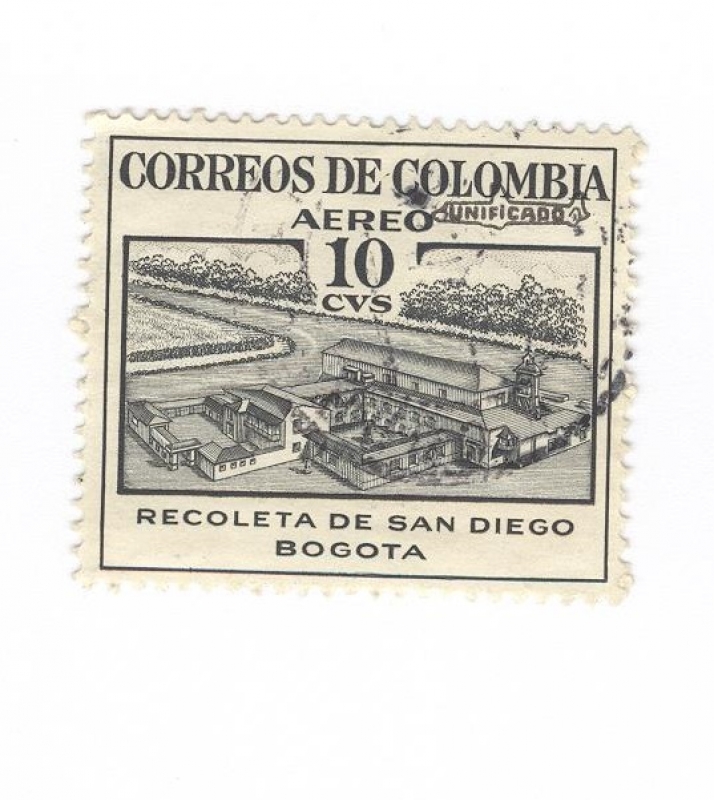 CORREOS DE COLOMBIA
AEREO
UNIFICADO
10
CVS
RECOLETA DE SAN DIEGO
BOGOTA